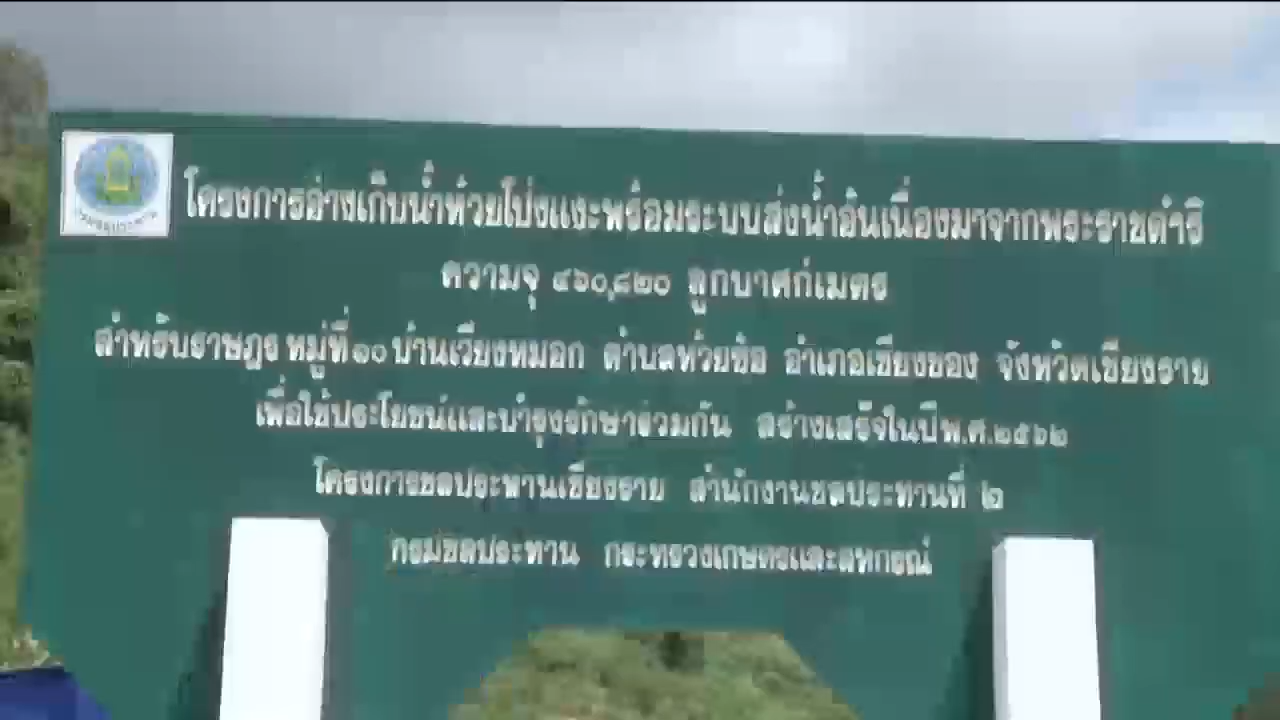 กรมชลประทาน
โครงการอ่างเก็บน้ำห้วยโป่งแงะพร้อมระบบส่งน้ำอันเนื่องมาจากพระราชดำริ
ความจุ ๔๖๐,๘๒๐ ลูกบาศก์เมตร
สำหรับราษฎร หมู่ที่ ๑๐ บ้านเวียงหมอก ตำบลห้วยซ้อ อำเภอเชียงของ จังหวัดเชียงราย
เพื่อใช้ประโยชน์และบำรุงรักษาร่วมกัน สร้างเสร็จในปีพ.ศ.๒๕๖๒
โครงการชลประทานเชียงราย สำนักงานชลประทานที่ ๒
กรมชลประทาน กระทรวงเกษตรและสหกรณ์